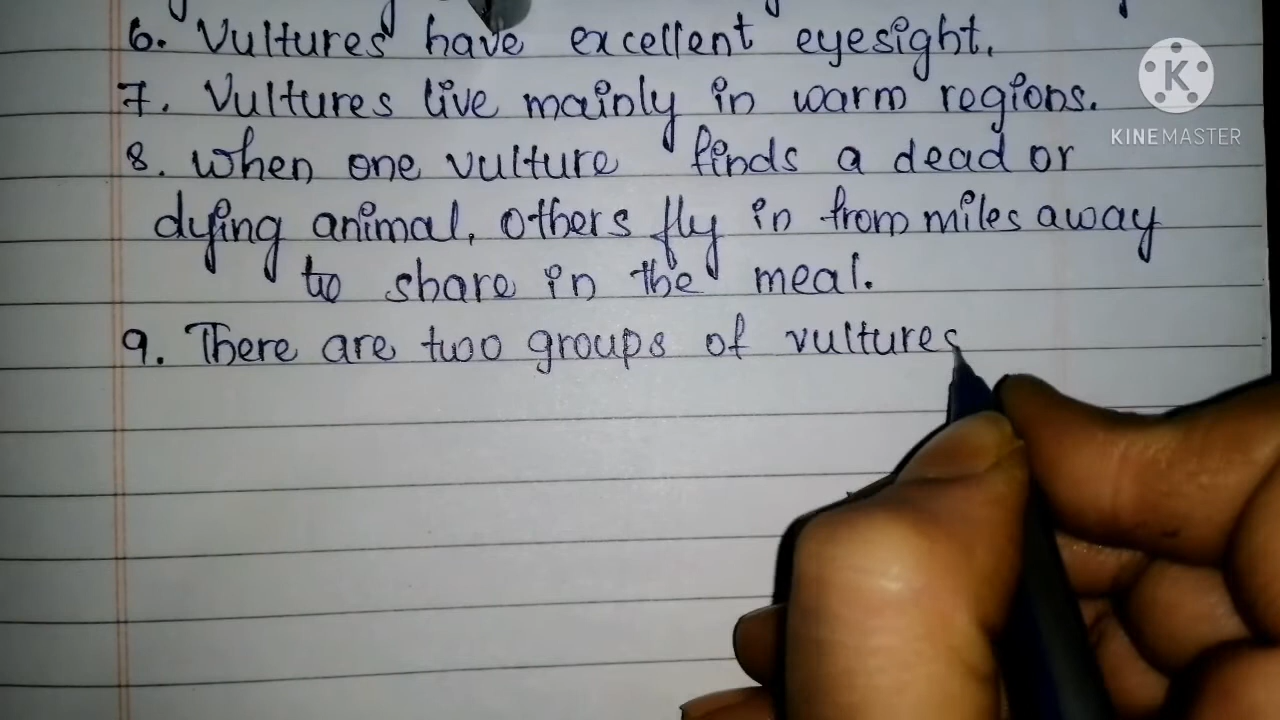 6. Vultures have excellent eyesight.
7. Vultures live mainly in warm regions.
8. When one vulture finds a dead or
dying animal, others fly in from miles away
to share in the meal.
9. There are two groups of vultures
K
KINEMASTER